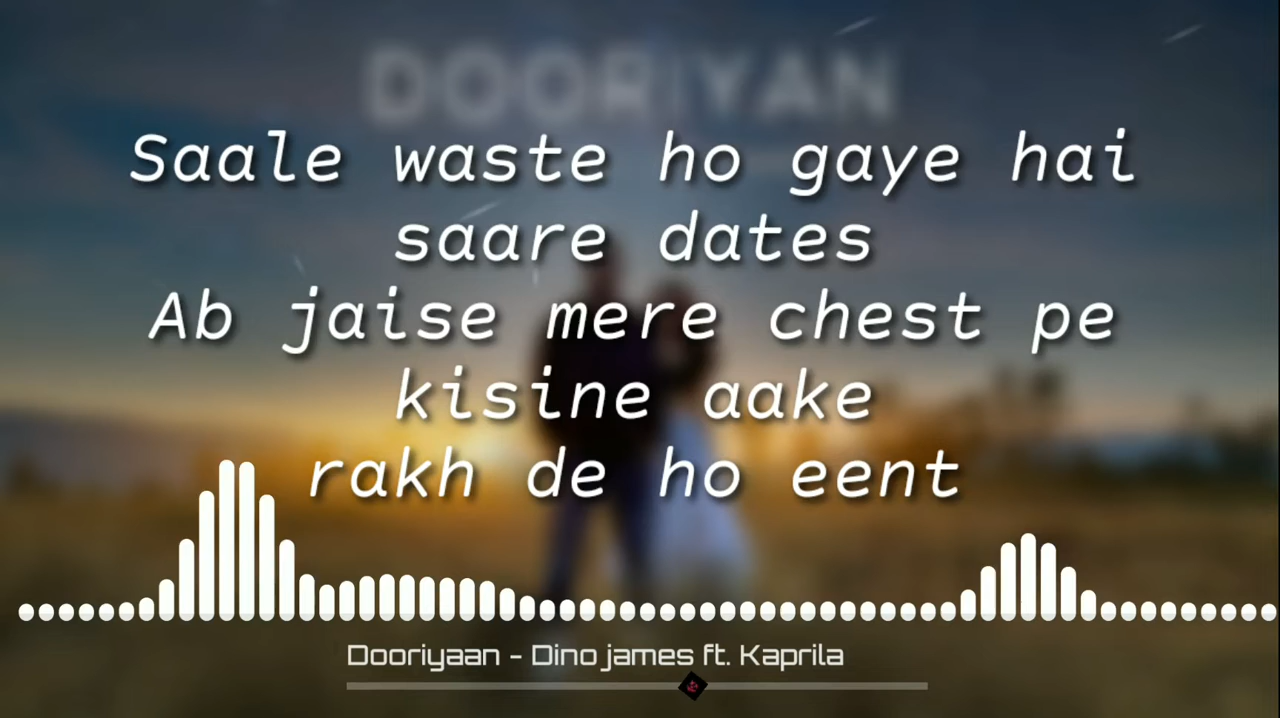 DOORIYAN
Saale waste ho gaye hai
saare dates
Ab jaise mere chest pe
kisine aake
rakh de ho eent
Dooriyaan - Dino james ft. Kaprila